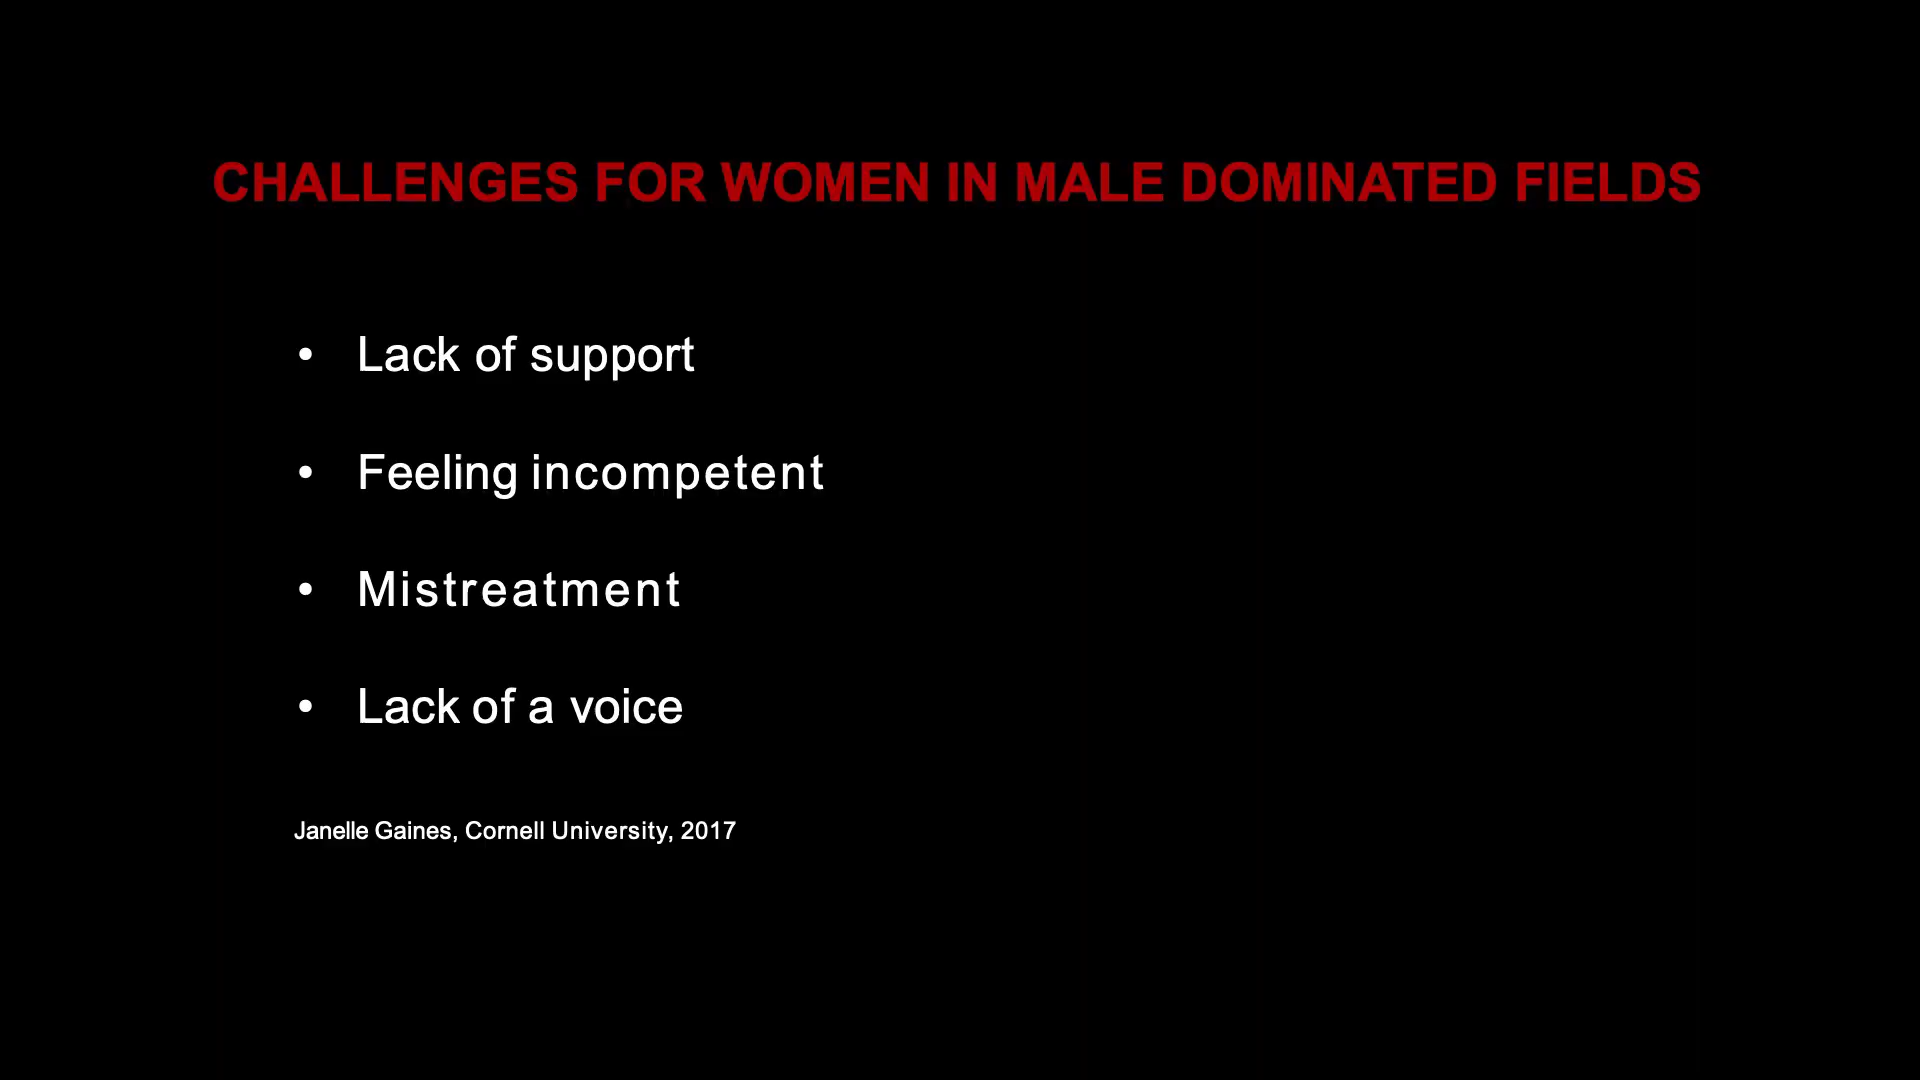 CHALLENGES FOR WOMEN IN MALE DOMINATED FIELDS
• Lack of support
• Feeling incompetent
• Mistreatment
• Lack of a voice
Janelle Gaines, Cornell University, 2017